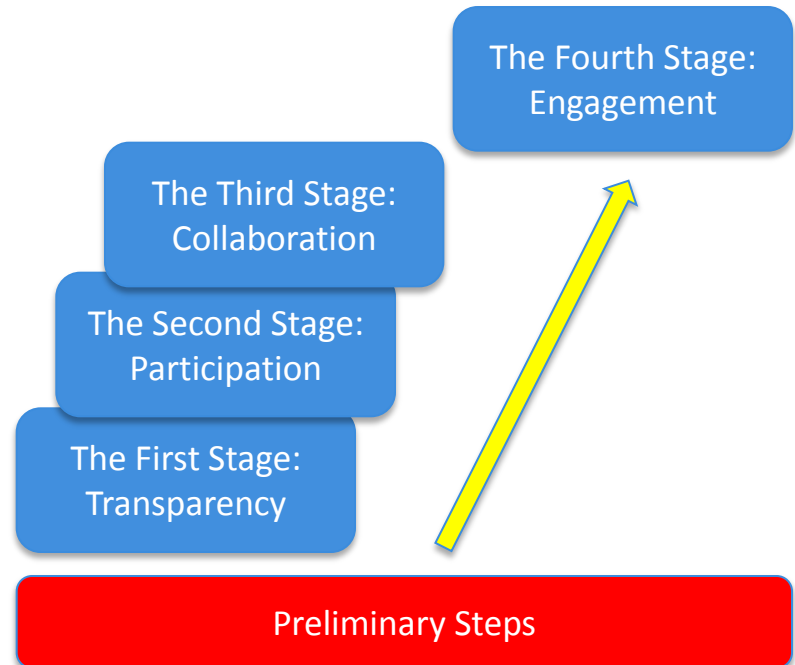 The Fourth Stage:
Engagement
The Third Stage:
Collaboration
The Second Stage:
Participation
The First Stage:
Transparency
Preliminary Steps